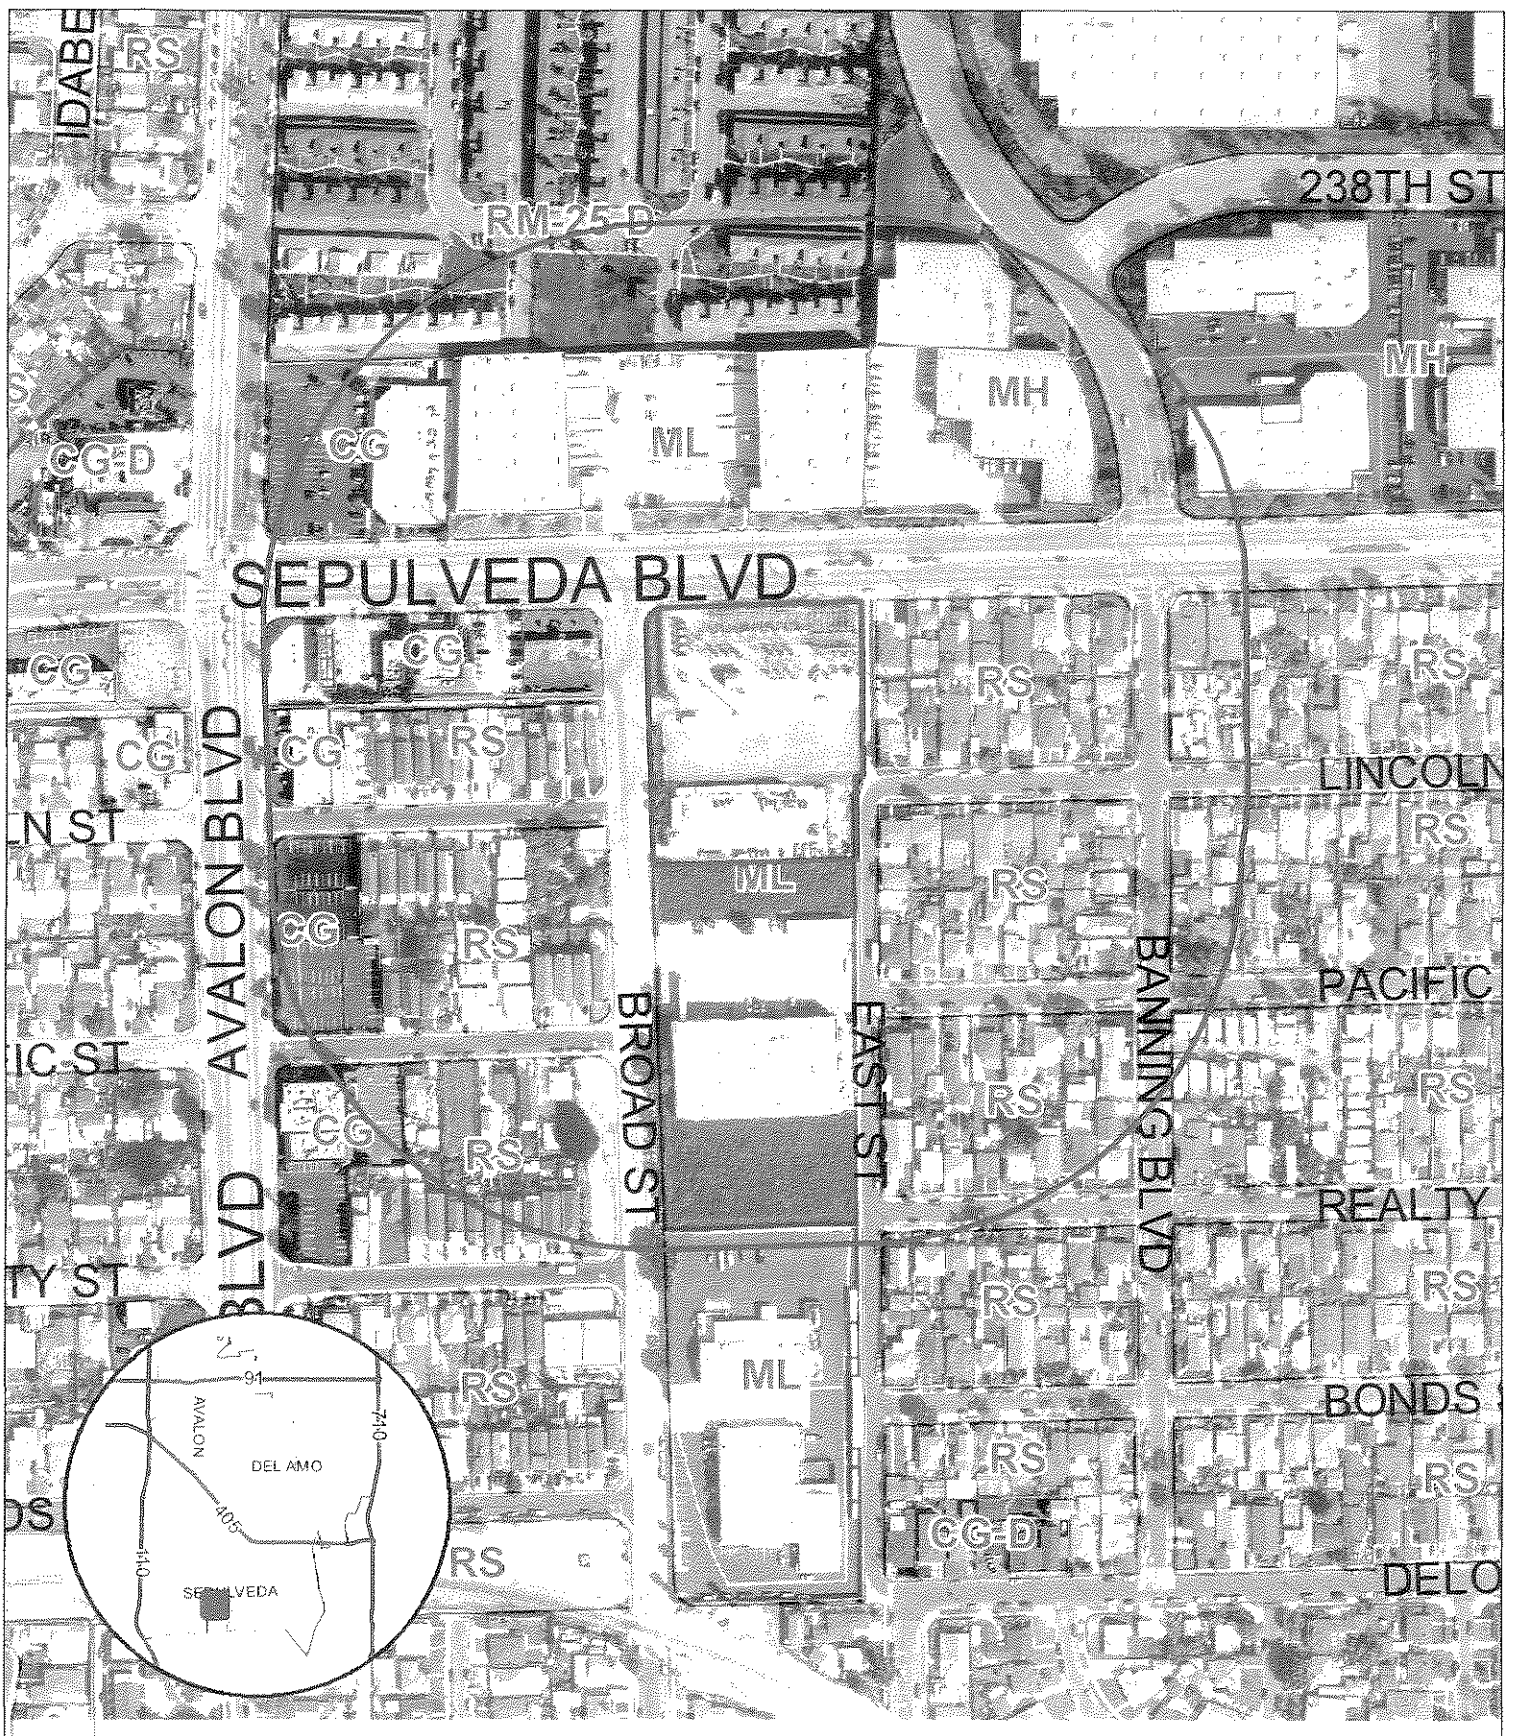 IDABE
RS
238TH ST
RM-25-D
MH
MH
CG
ML
CG-D
SEPULVEDA BLVD
CG
CG
RS
RS
CG
CG
RS
AVALON BLVD
LINCOLN
LN ST
RS
ML
RS
CG
RS
BROAD ST
EAST ST
BANNING BLVD
PACIFIC
IC ST
RS
RS
CG
RS
BLVD
REALTY
TY ST
RS
RS
91
AVALON
710
DEL AMO
405
110
SEPULVEDA
ML
RS
BONDS S
RS
RS
DS
CG-D
RS
DELO